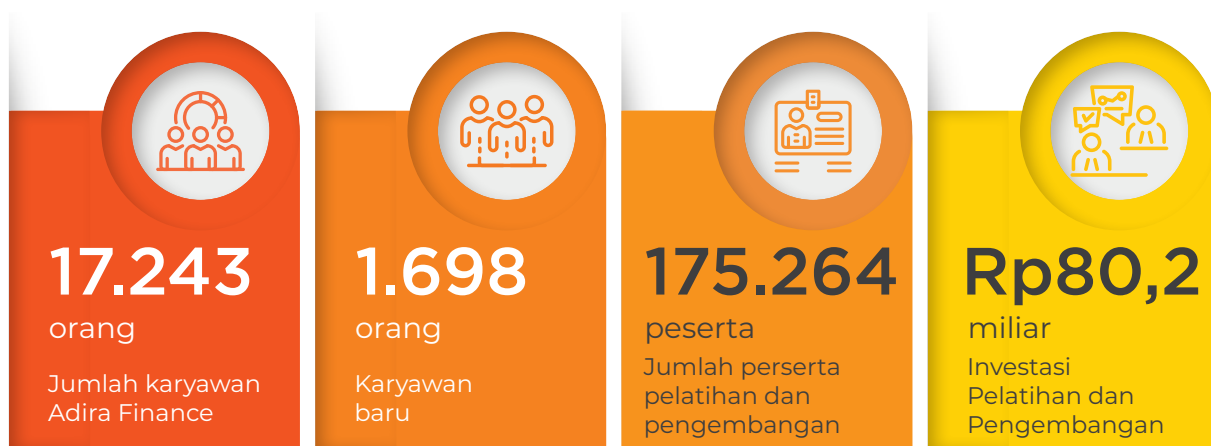 17.243
orang
Jumlah karyawan
Adira Finance
1.698
orang
Karyawan
baru
175.264
peserta
Jumlah perserta
pelatihan dan
pengembangan
Rp80,2
miliar
Investasi
Pelatihan dan
Pengembangan